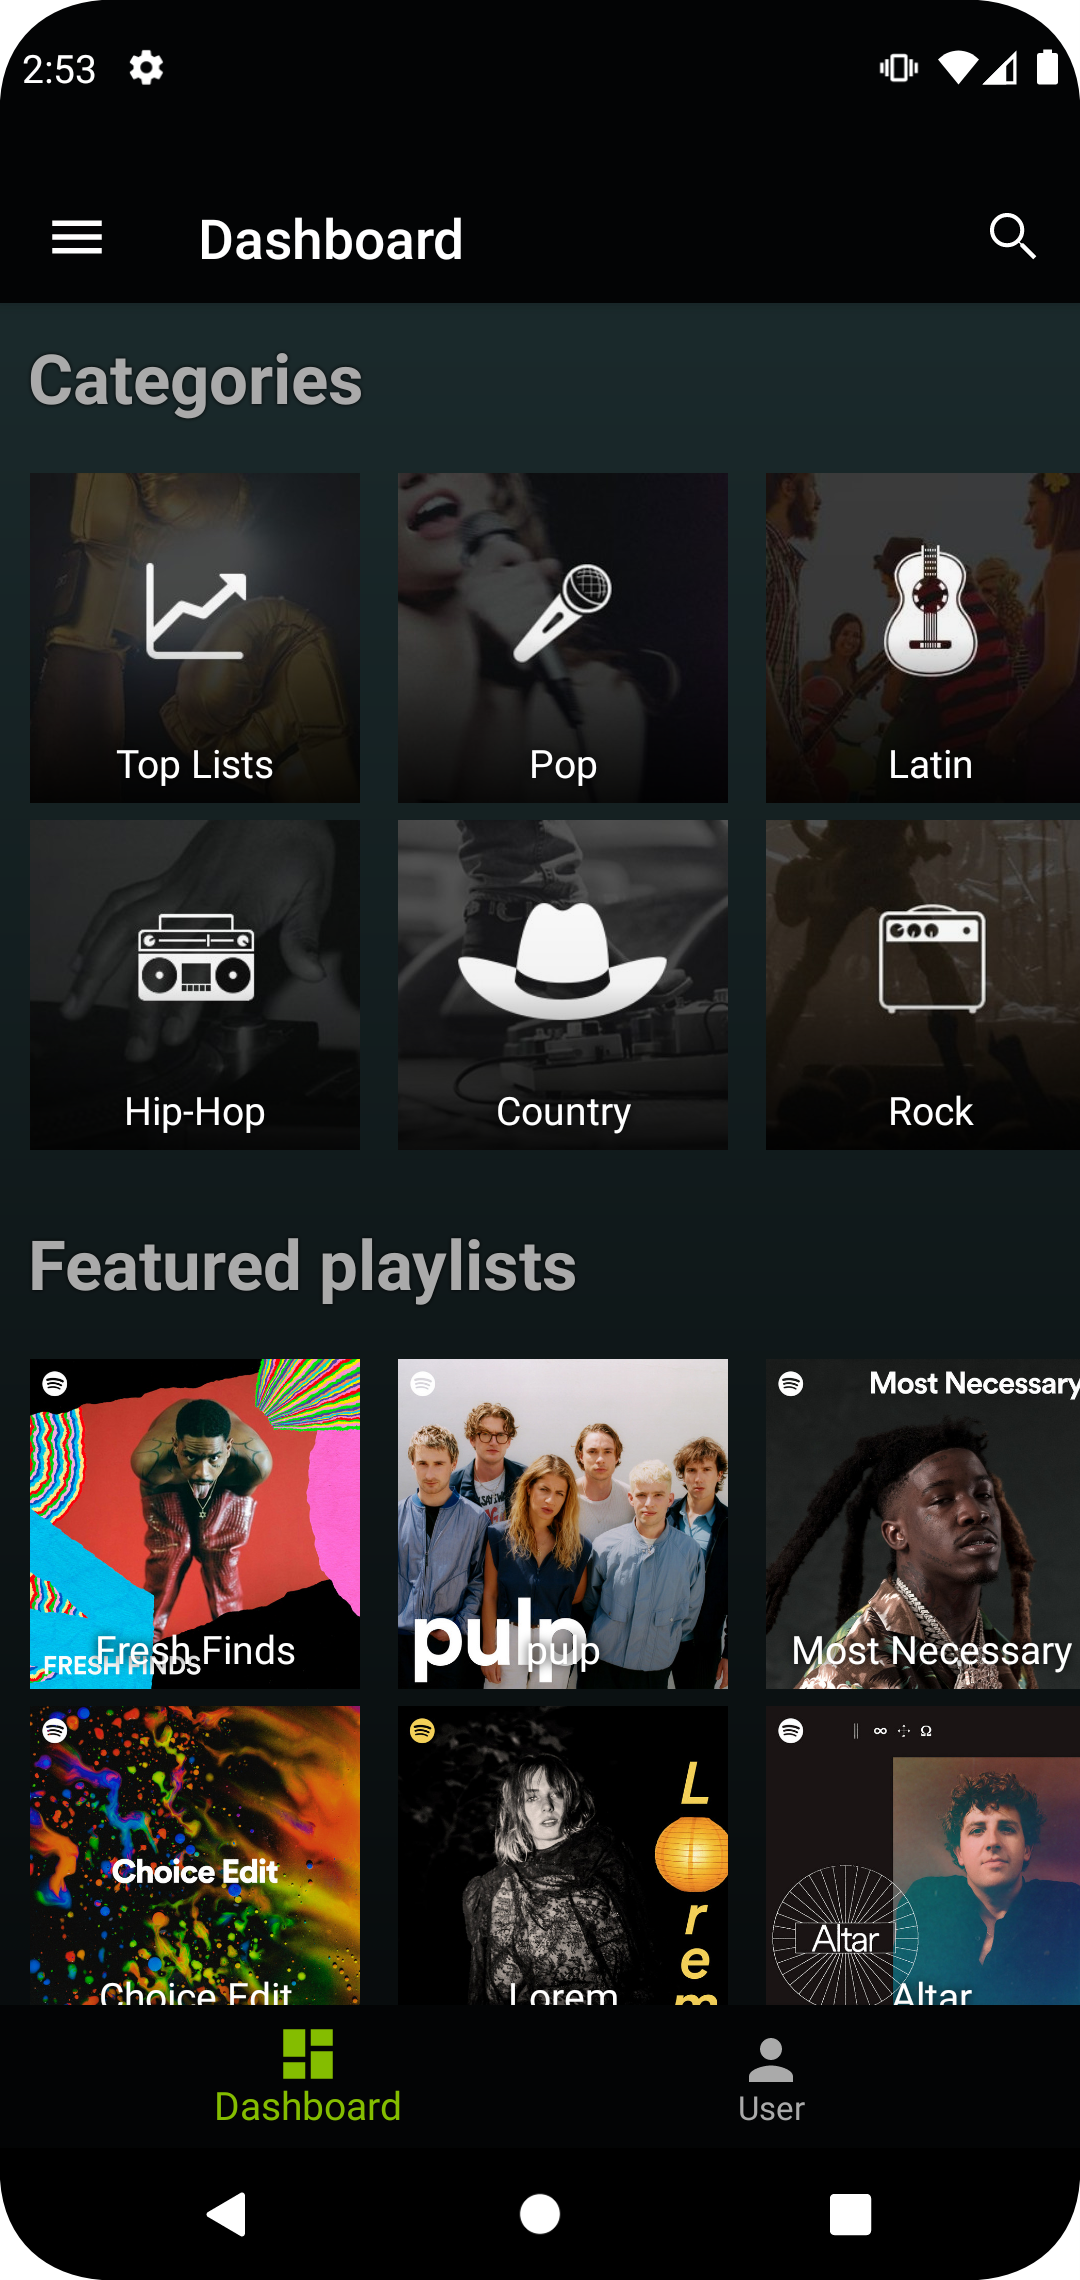 2:53
Dashboard
Categories
Top Lists
Pop
Latin
Hip-Hop
Country
Rock
Featured playlists
Most Necessary
Fresh Finds
FRESH FINDS
pulp
pulp
Most Necessary
Choice Edit
Choice Edit
Lorem
Lorem
∞ Ω
Altar
Altar
Dashboard
User